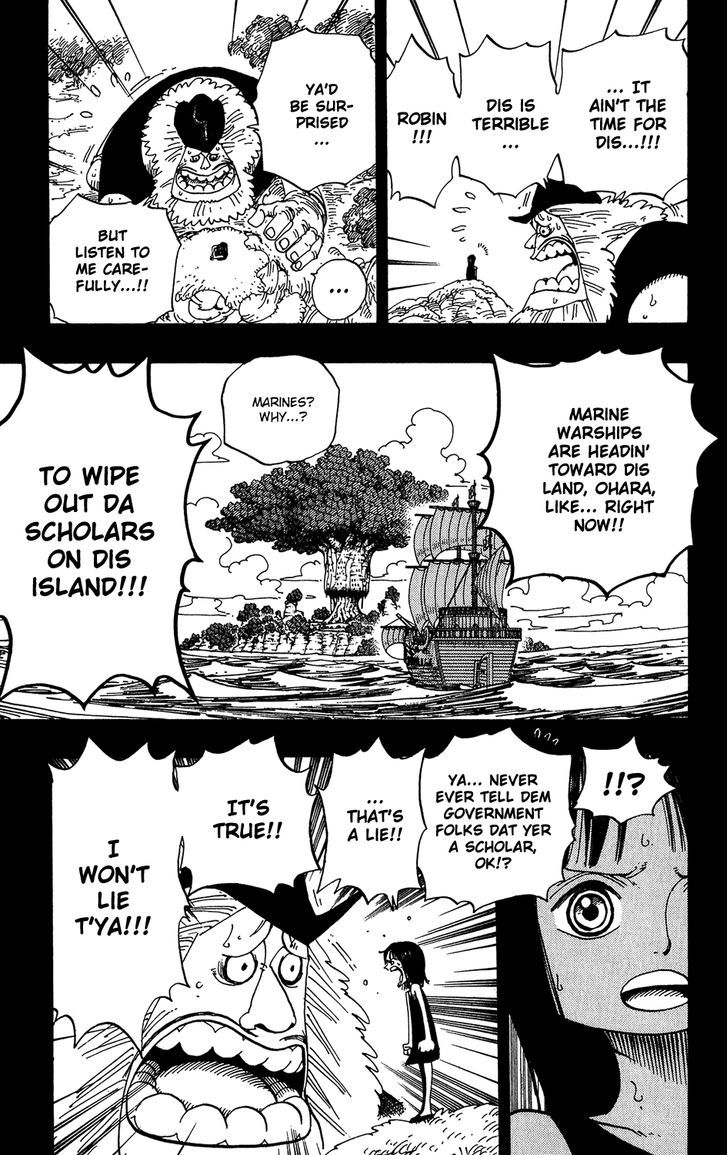 ... IT
AIN'T THE
TIME FOR
DIS...!!!
DIS IS
TERRIBLE
...
ROBIN
!!!
YA'D
BE SUR-
PRISED
...
BUT
LISTEN TO
ME CARE-
FULLY...!!
...
MARINE
WARSHIPS
ARE HEADIN'
TOWARD DIS
LAND, OHARA,
LIKE... RIGHT
NOW!!
MARINES?
WHY...?
TO WIPE
OUT DA
SCHOLARS
ON DIS
ISLAND!!!
!!?
YA... NEVER
EVER TELL DEM
GOVERNMENT
FOLKS DAT YER
A SCHOLAR,
OK!?
...
THAT'S
A LIE!!
IT'S
TRUE!!
I
WON'T
LIE
T'YA!!!